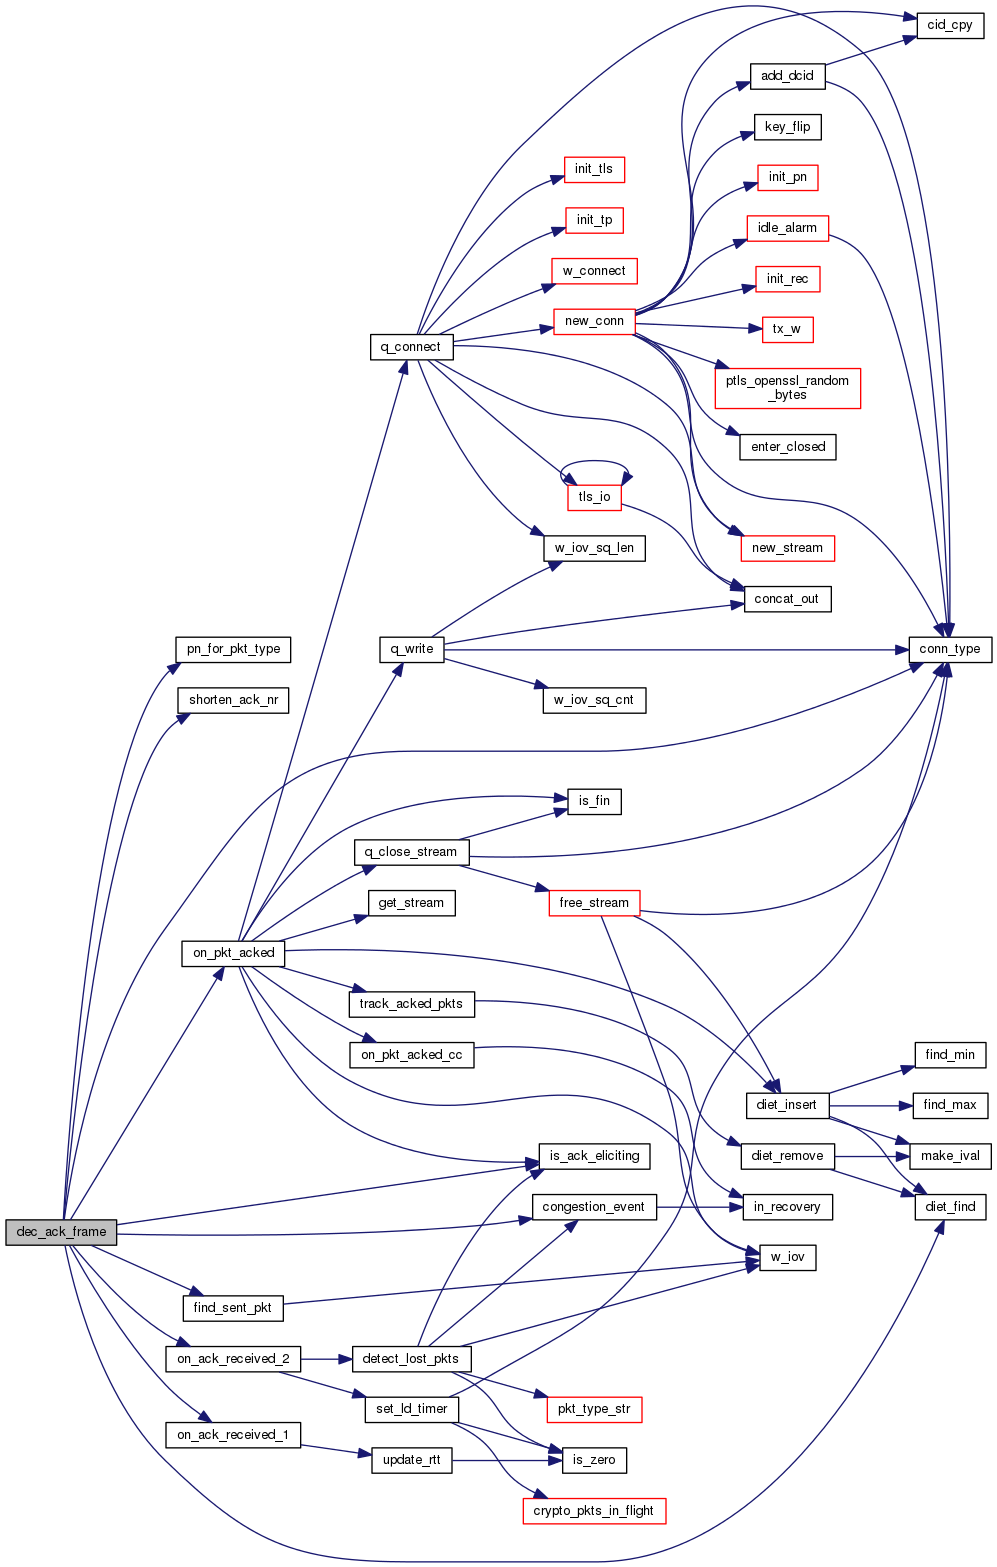 cid_cpy
add_dcid
key_flip
init_tls
init_pn
init_tp
idle_alarm
w_connect
init_rec
new_conn
tx_w
q_connect
ptls_openssl_random
_bytes
enter_closed
tls_io
w_iov_sq_len
new_stream
concat_out
pn_for_pkt_type
q_write
conn_type
shorten_ack_nr
w_iov_sq_cnt
is_fin
q_close_stream
get_stream
free_stream
on_pkt_acked
track_acked_pkts
on_pkt_acked_cc
find_min
diet_insert
find_max
is_ack_eliciting
diet_remove
make_ival
congestion_event
in_recovery
diet_find
dec_ack_frame
w_iov
find_sent_pkt
on_ack_received_2
detect_lost_pkts
set_ld_timer
pkt_type_str
on_ack_received_1
update_rtt
is_zero
crypto_pkts_in_flight